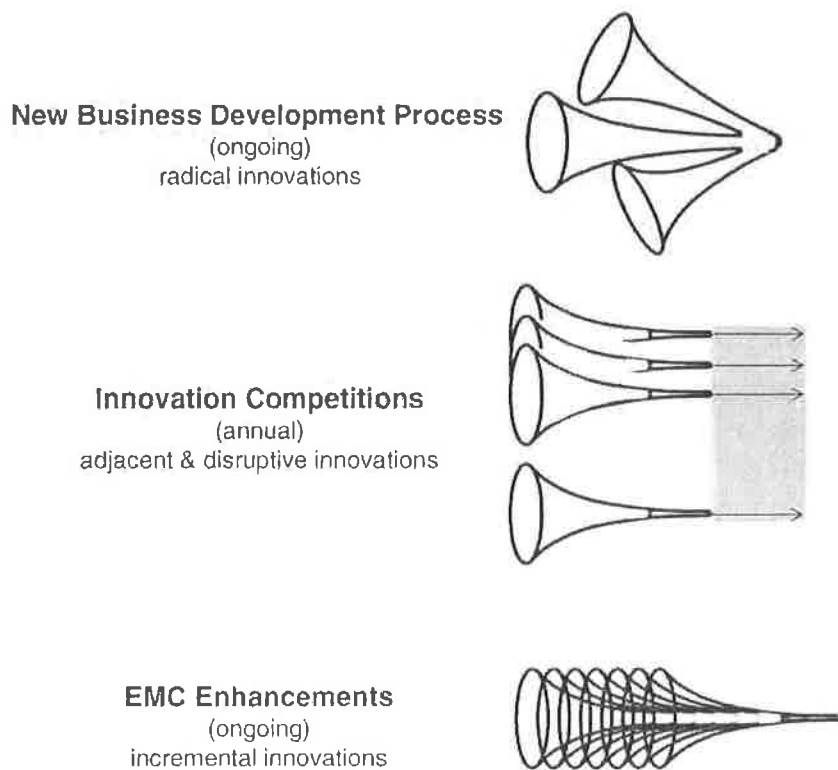 New Business Development Process
(ongoing)
radical innovations
Innovation Competitions
(annual)
adjacent & disruptive innovations
EMC Enhancements
(ongoing)
incremental innovations